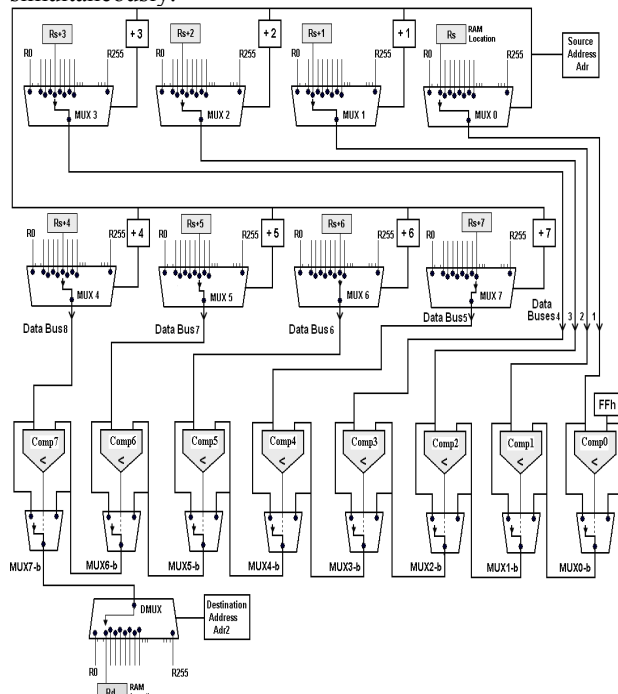 simultaneously.
Rs+3 + 3 Rs+2 + 2 Rs+1 + 1 Rs RAM Location Source Address Adr
R0 R255 R0 R255 R0 R255 R0 R255
MUX 3 MUX 2 MUX 1 MUX 0
Rs+4 + 4 Rs+5 + 5 Rs+6 + 6 Rs+7 + 7
R0 R255 R0 R255 R0 R255 R0 R255
MUX 4 MUX 5 MUX 6 MUX 7
Data Bus8 Data Bus7 Data Bus6 Data Bus5 Data Buses4 3 2 1
FFh
Comp7 Comp6 Comp5 Comp4 Comp3 Comp2 Comp1 Comp0
< < < < < < < <
MUX7-b MUX6-b MUX5-b MUX4-b MUX3-b MUX2-b MUX1-b MUX0-b
DMUX Destination Address Adr2
R0 R255
Rd RAM